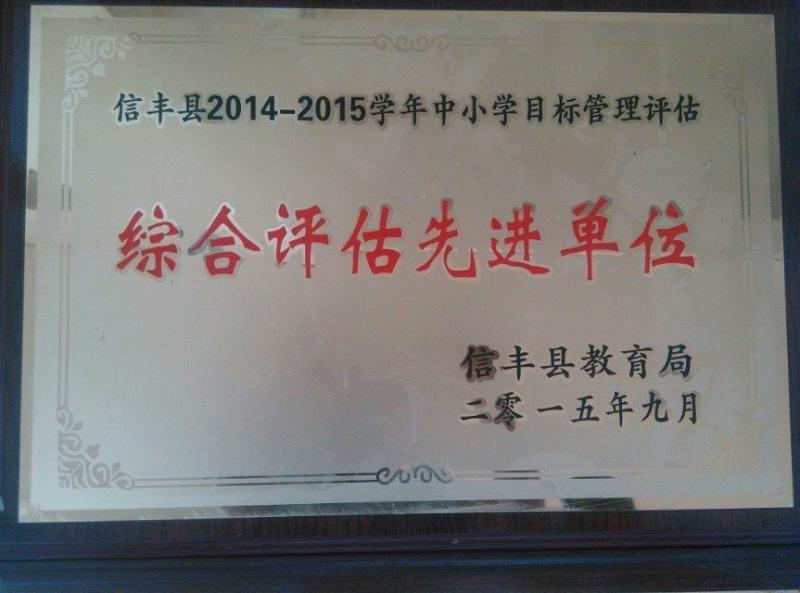 信丰县2014-2015学年中小学目标管理评估
综合评估先进单位
信丰县教育局
二零一五年九月